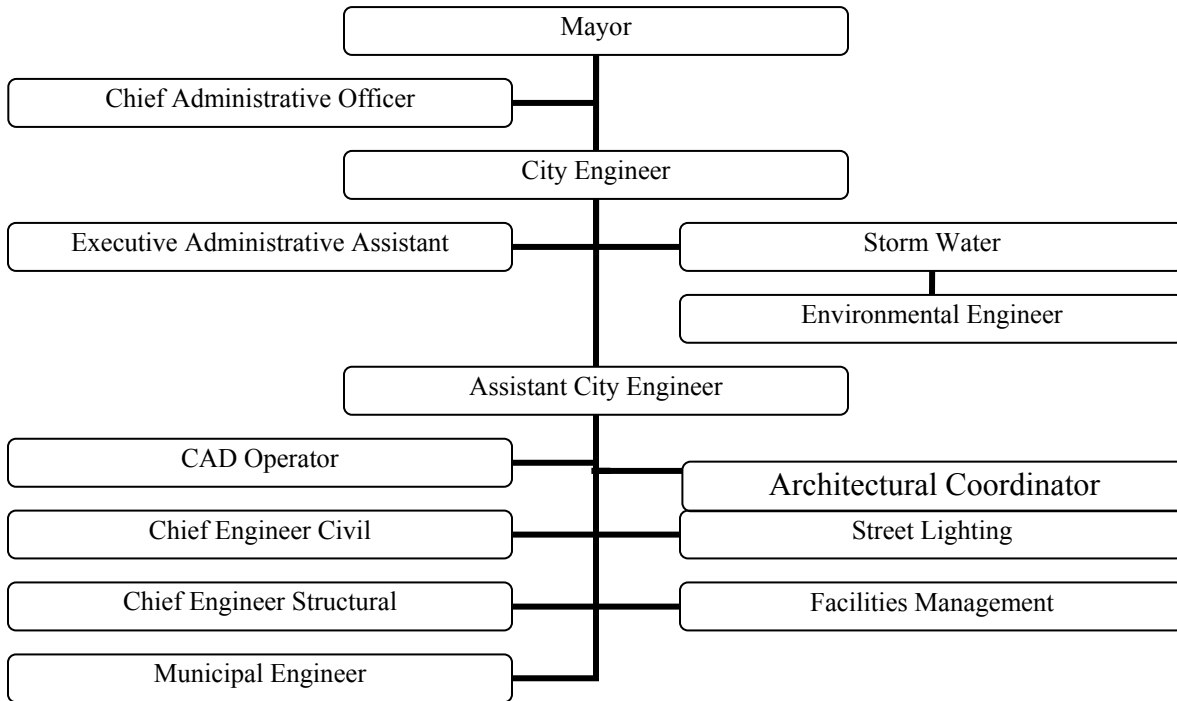 Mayor
Chief Administrative Officer
City Engineer
Executive Administrative Assistant
Storm Water
Environmental Engineer
Assistant City Engineer
CAD Operator
Architectural Coordinator
Chief Engineer Civil
Street Lighting
Chief Engineer Structural
Facilities Management
Municipal Engineer